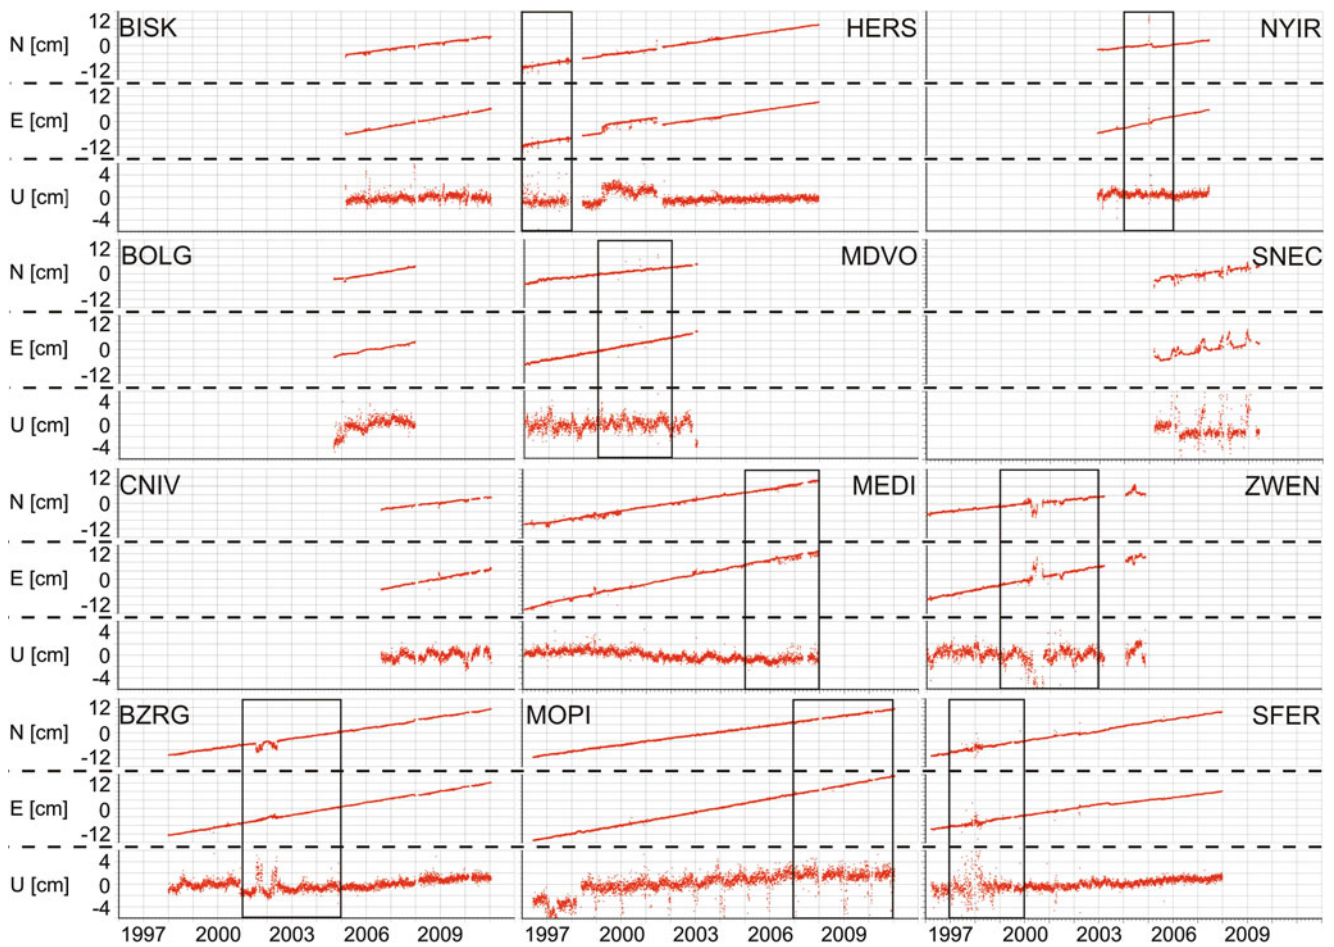 BISK HERS NYIR
12
N [cm] 0
-12
12
E [cm] 0
-12
4
U [cm] 0
-4
BOLG MDVO SNEC
12
N [cm] 0
-12
12
E [cm] 0
-12
4
U [cm] 0
-4
CNIV MEDI ZWEN
12
N [cm] 0
-12
12
E [cm] 0
-12
4
U [cm] 0
-4
BZRG MOPI SFER
12
N [cm] 0
-12
12
E [cm] 0
-12
4
U [cm] 0
-4
1997 2000 2003 2006 2009 1997 2000 2003 2006 2009 1997 2000 2003 2006 2009